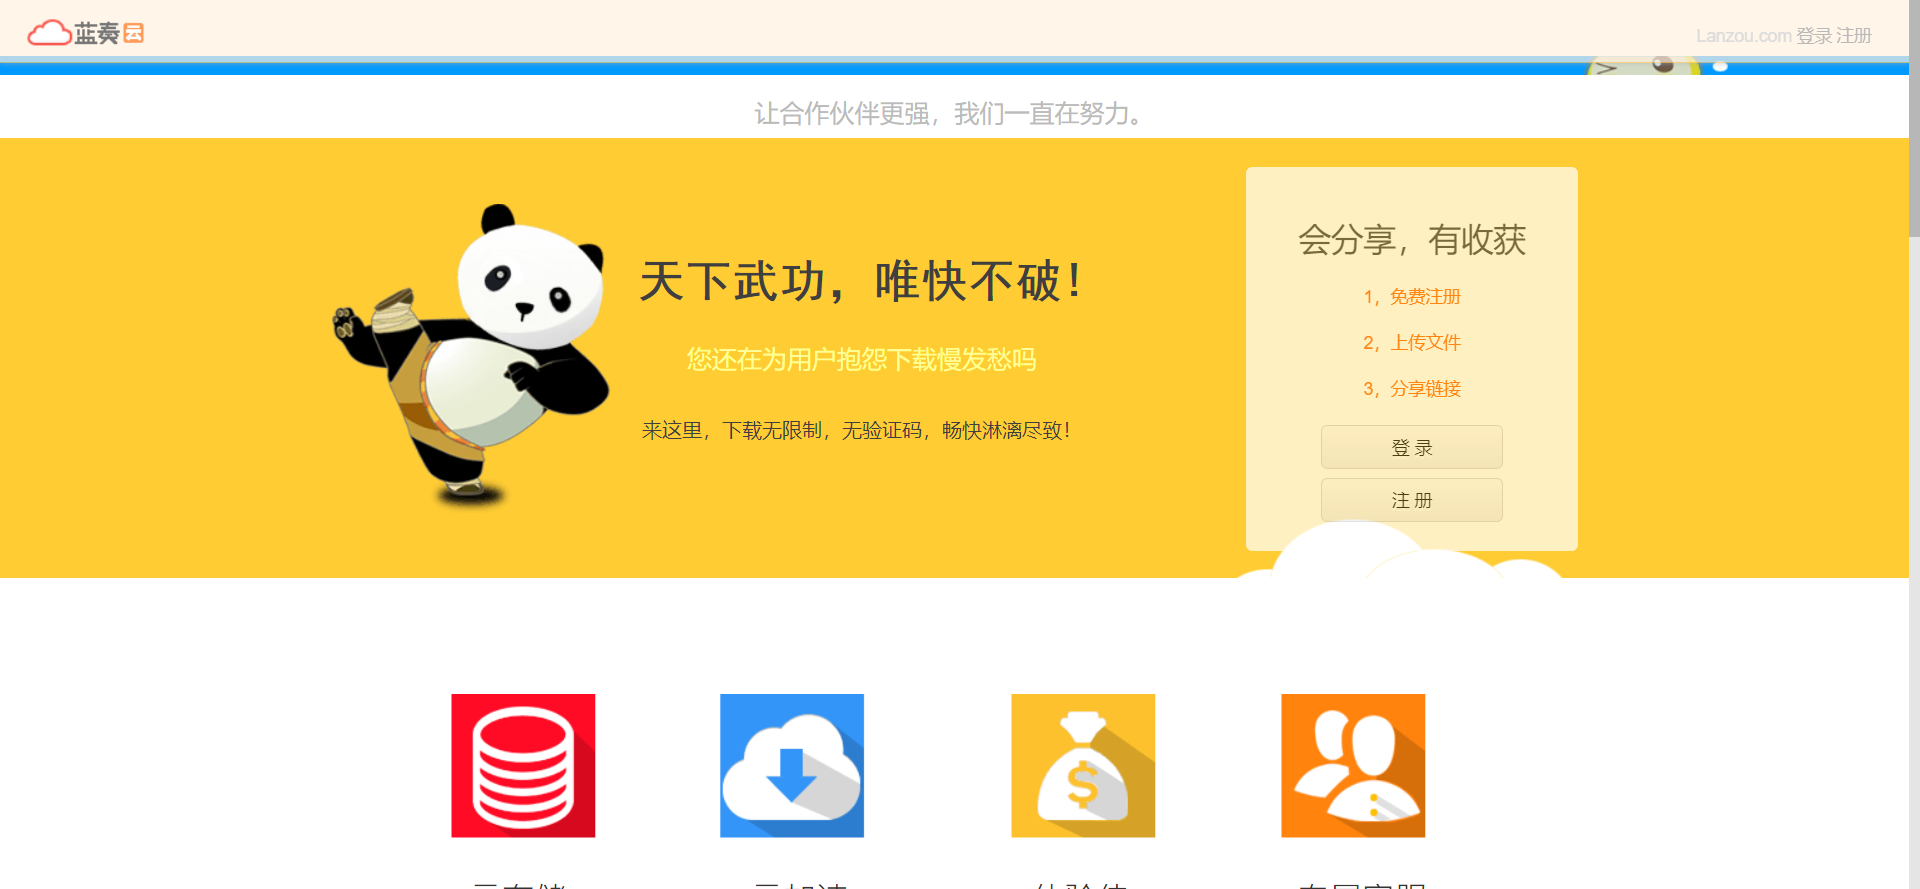 蓝奏云
Lanzou.com 登录 注册
让合作伙伴更强，我们一直在努力。
天下武功，唯快不破！
您还在为用户抱怨下载慢发愁吗
来这里，下载无限制，无验证码，畅快淋漓尽致！
会分享，有收获
1，免费注册
2，上传文件
3，分享链接
登 录
注 册